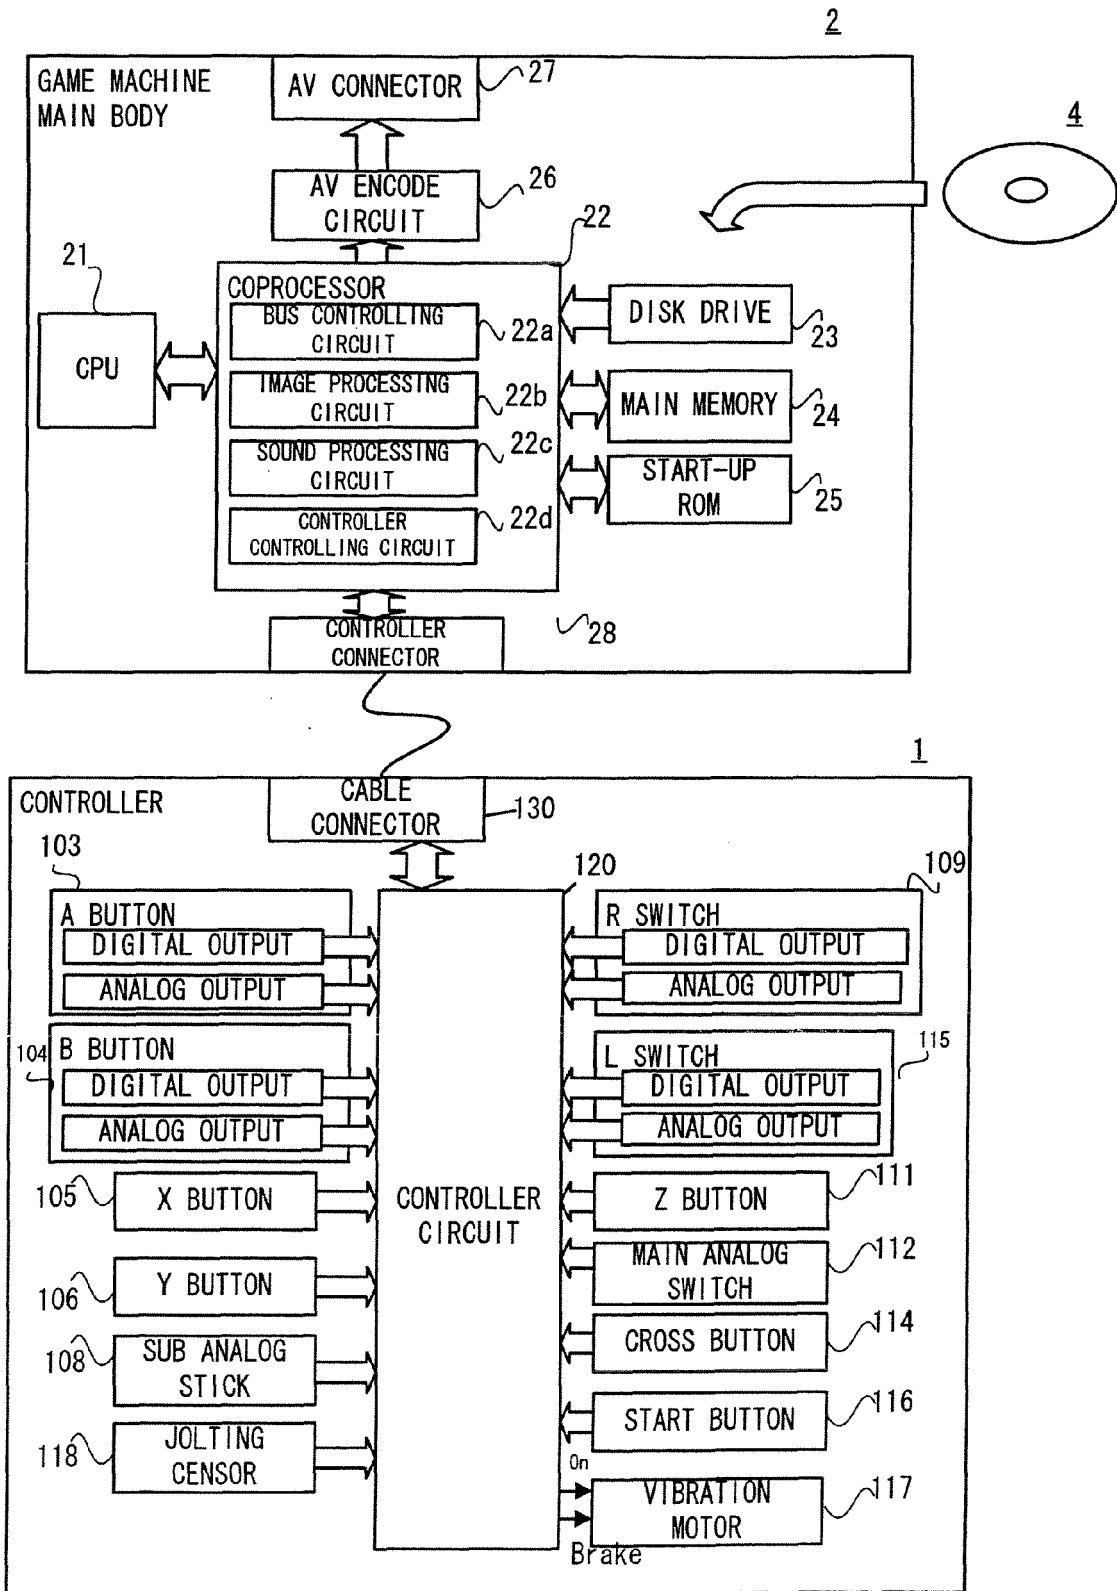 2
GAME MACHINE
MAIN BODY
AV CONNECTOR
27
4
AV ENCODE
CIRCUIT
26
22
21
CPU
COPROCESSOR
BUS CONTROLLING
CIRCUIT
22a
IMAGE PROCESSING
CIRCUIT
22b
SOUND PROCESSING
CIRCUIT
22c
CONTROLLER
CONTROLLING CIRCUIT
22d
DISK DRIVE
23
MAIN MEMORY
24
START-UP
ROM
25
CONTROLLER
CONNECTOR
28
1
CONTROLLER
CABLE
CONNECTOR
130
103
A BUTTON
DIGITAL OUTPUT
ANALOG OUTPUT
104
B BUTTON
DIGITAL OUTPUT
ANALOG OUTPUT
105
X BUTTON
106
Y BUTTON
108
SUB ANALOG
STICK
118
JOLTING
CENSOR
120
CONTROLLER
CIRCUIT
109
R SWITCH
DIGITAL OUTPUT
ANALOG OUTPUT
115
L SWITCH
DIGITAL OUTPUT
ANALOG OUTPUT
Z BUTTON
111
MAIN ANALOG
SWITCH
112
CROSS BUTTON
114
START BUTTON
116
On
VIBRATION
MOTOR
117
Brake